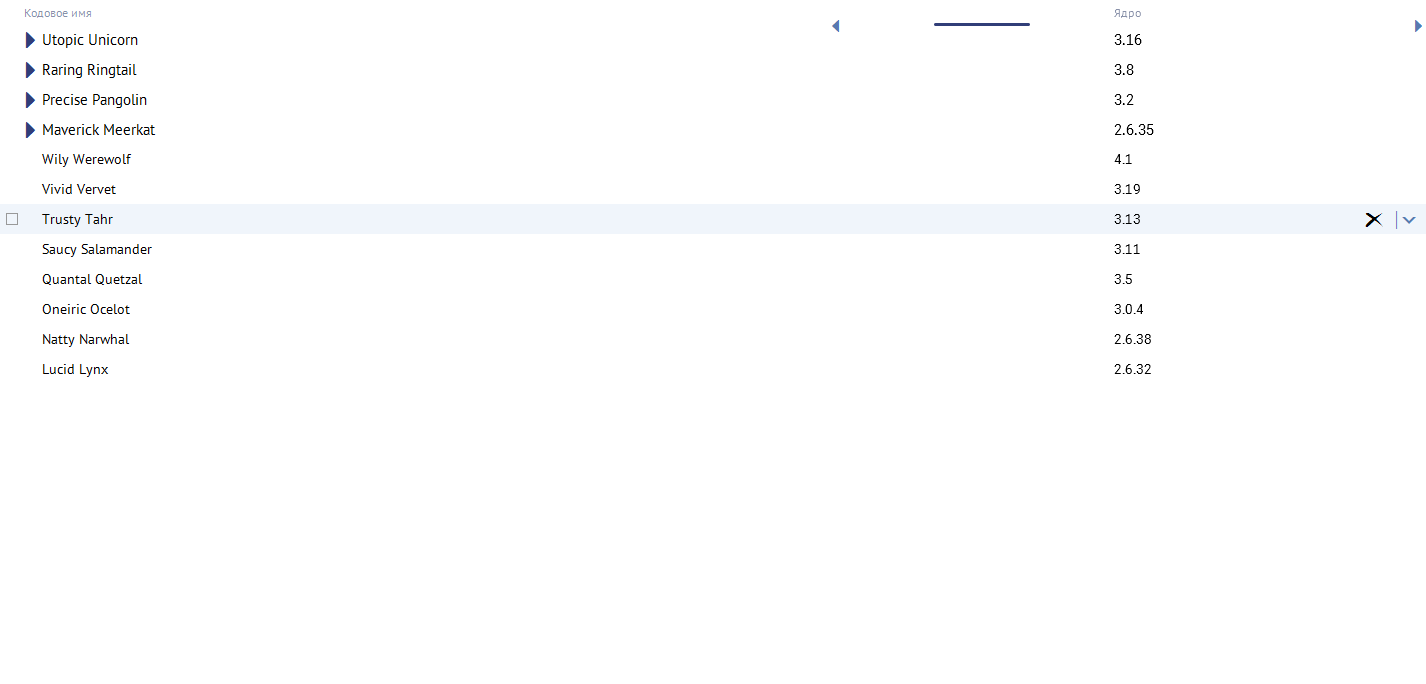 Кодовое имя Ядро
Utopic Unicorn 3.16
Raring Ringtail 3.8
Precise Pangolin 3.2
Maverick Meerkat 2.6.35
Wily Werewolf 4.1
Vivid Vervet 3.19
Trusty Tahr 3.13
Saucy Salamander 3.11
Quantal Quetzal 3.5
Oneiric Ocelot 3.0.4
Natty Narwhal 2.6.38
Lucid Lynx 2.6.32